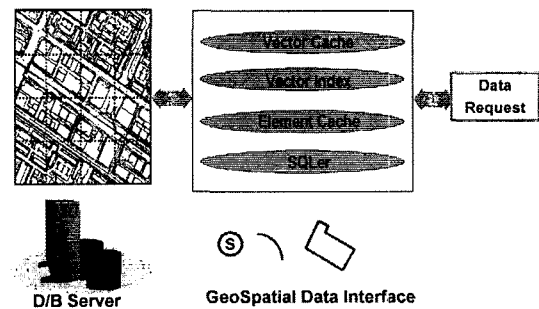 Vector Cache
Vector Index
Element Cache
SQLer
Data
Request
S
D/B Server
GeoSpatial Data Interface